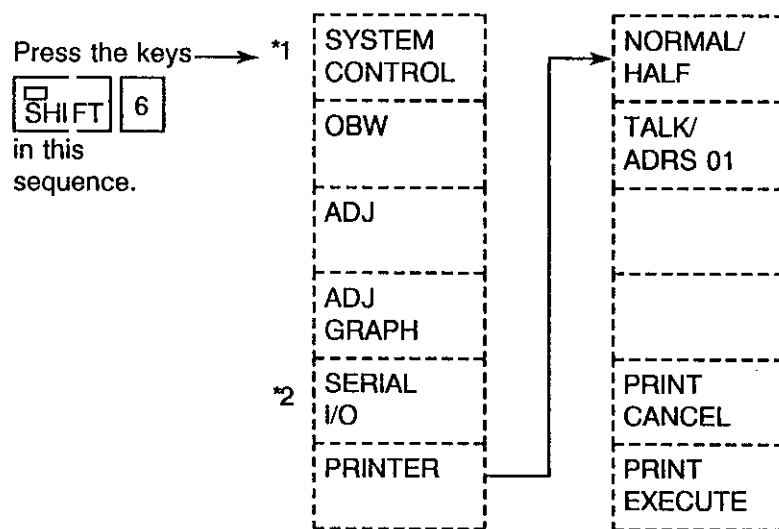 Press the keys
SHIFT 6
in this
sequence.
*1
SYSTEM
CONTROL
OBW
ADJ
ADJ
GRAPH
*2
SERIAL
I/O
PRINTER
NORMAL/
HALF
TALK/
ADRS 01
PRINT
CANCEL
PRINT
EXECUTE